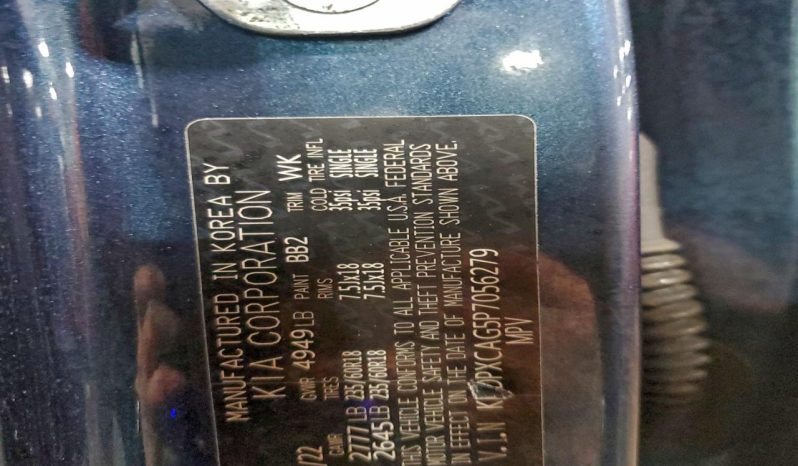 MANUFACTURED IN KOREA BY
KIA CORPORATION
/22 GVWR 4949 LB PAINT BB2 TRIM WK
GAWR TIRES RIMS COLD TIRE INFL
2777 LB 235/60R18 7.5Jx18 35psi SINGLE
2645 LB 235/60R18 7.5Jx18 35psi SINGLE
THIS VEHICLE CONFORMS TO ALL APPLICABLE U.S.A. FEDERAL
MOTOR VEHICLE SAFETY AND THEFT PREVENTION STANDARDS
IN EFFECT ON THE DATE OF MANUFACTURE SHOWN ABOVE.
V.I.N PXCAG5P7056279
MPV